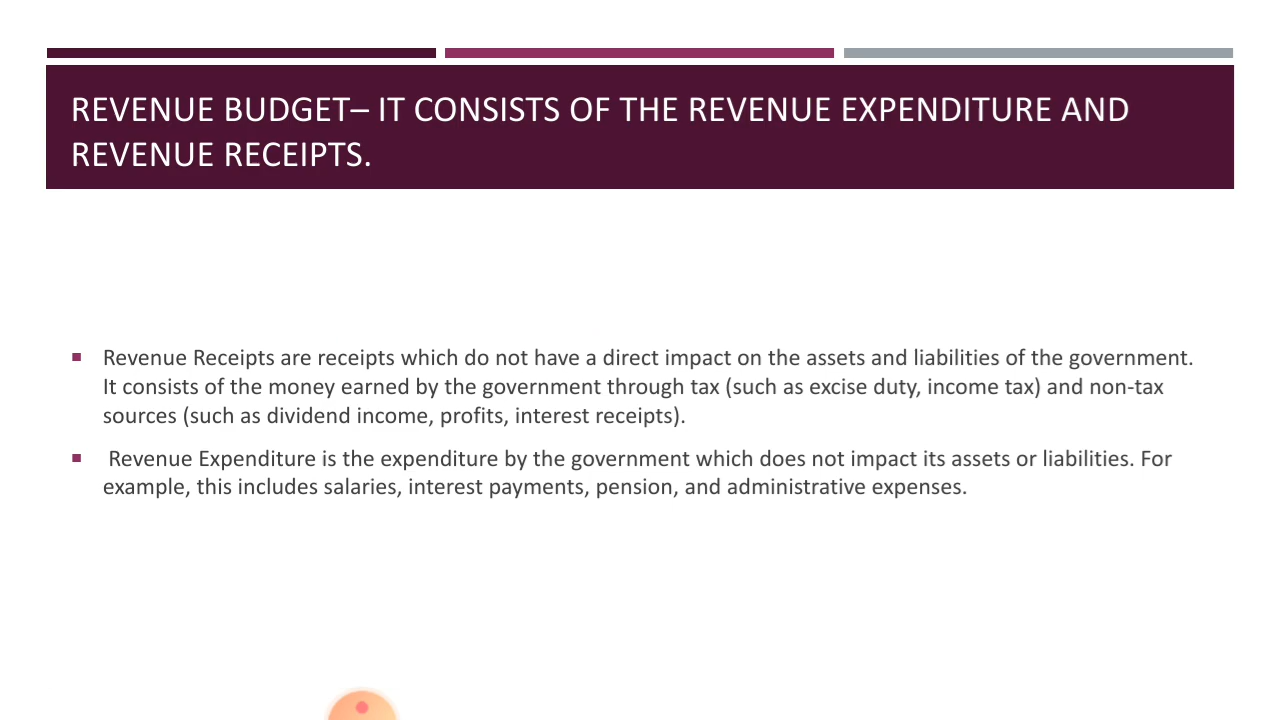 REVENUE BUDGET– IT CONSISTS OF THE REVENUE EXPENDITURE AND
REVENUE RECEIPTS.
Revenue Receipts are receipts which do not have a direct impact on the assets and liabilities of the government.
It consists of the money earned by the government through tax (such as excise duty, income tax) and non-tax
sources (such as dividend income, profits, interest receipts).
Revenue Expenditure is the expenditure by the government which does not impact its assets or liabilities. For
example, this includes salaries, interest payments, pension, and administrative expenses.